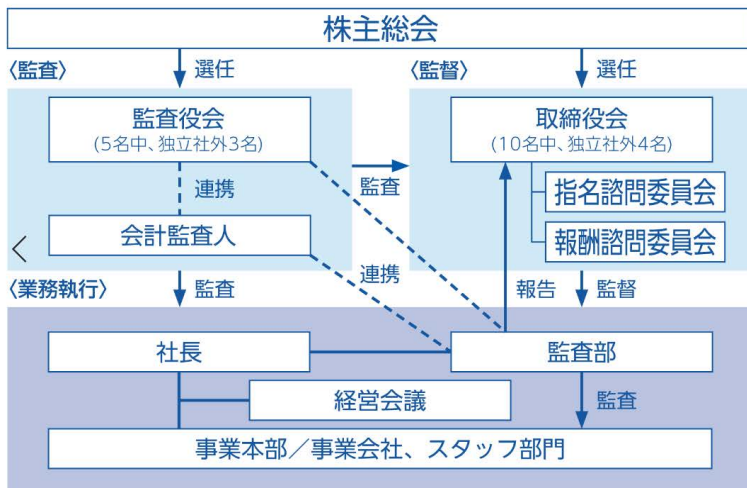 株主総会
〈監査〉
選任
〈監督〉
選任
監査役会
(5名中、独立社外3名)
取締役会
(10名中、独立社外4名)
監査
連携
指名諮問委員会
会計監査人
報酬諮問委員会
連携
〈業務執行〉
監査
報告
監督
社長
監査部
経営会議
監査
事業本部／事業会社、スタッフ部門